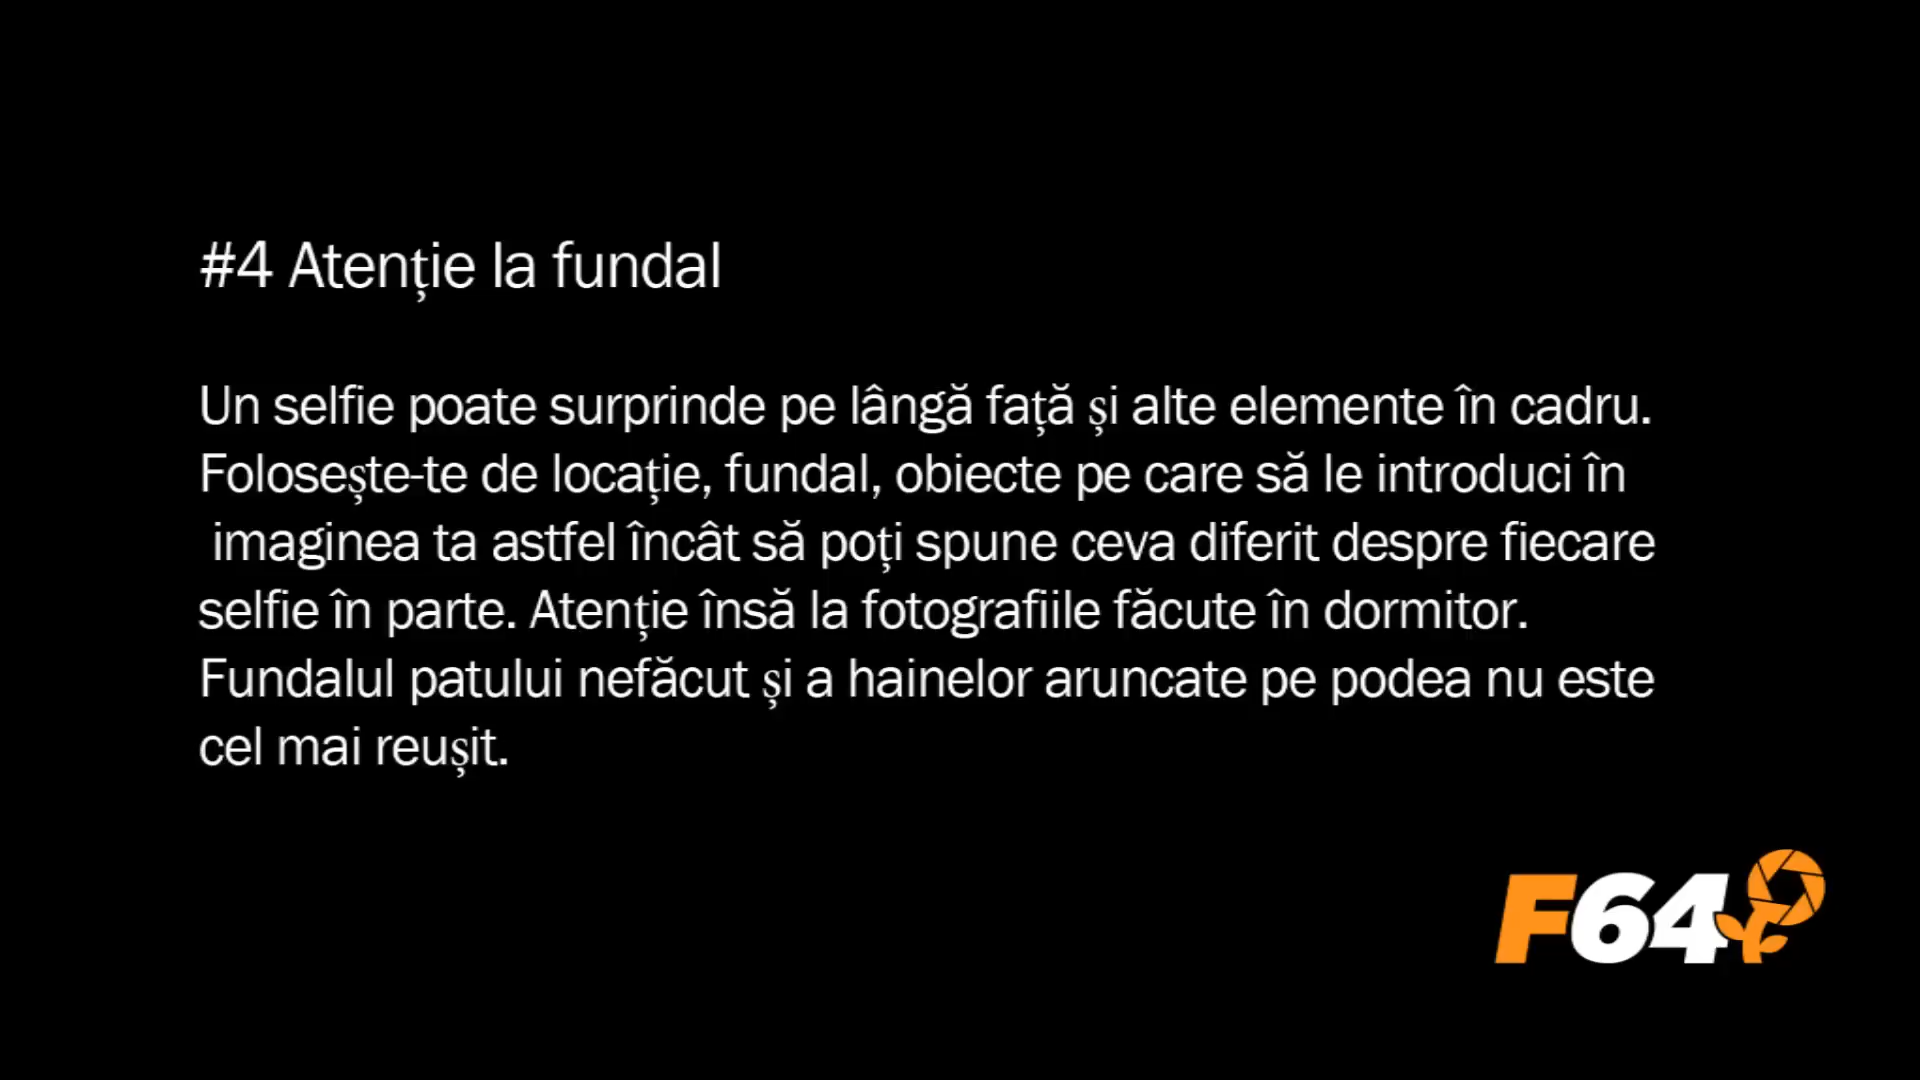 #4 Atenție la fundal
Un selfie poate surprinde pe lângă față și alte elemente în cadru.
Folosește-te de locație, fundal, obiecte pe care să le introduci în
imaginea ta astfel încât să poți spune ceva diferit despre fiecare
selfie în parte. Atenție însă la fotografiile făcute în dormitor.
Fundalul patului nefăcut și a hainelor aruncate pe podea nu este
cel mai reușit.
F64